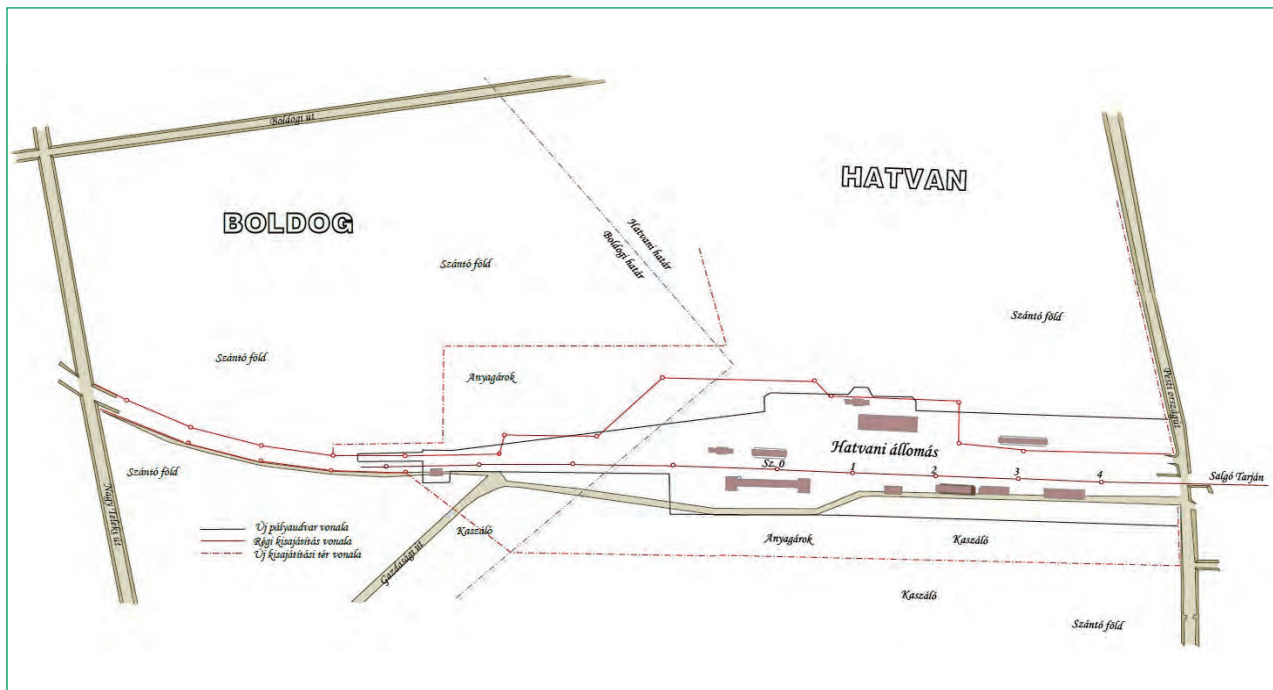 Boldogi út
HATVAN
BOLDOG
Hatvani határ
Boldogi határ
Szántó föld
Szántó föld
Szántó föld
Anyagárok
Pesti országút
Hatvani állomás
Szántó föld
Sz. 0
1
2
3
4
Salgó Tarján
Nagy Teleky út
Kaszáló
Gazdasági út
Új pályaudvar vonala
Régi kisajátítás vonala
Új kisajátítási tér vonala
Anyagárok
Kaszáló
Kaszáló
Szántó föld